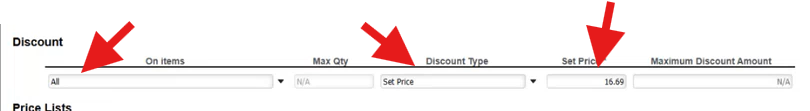 Discount
On items Max Qty Discount Type Set Price Maximum Discount Amount
All N/A Set Price 16.69 N/A
Price Lists